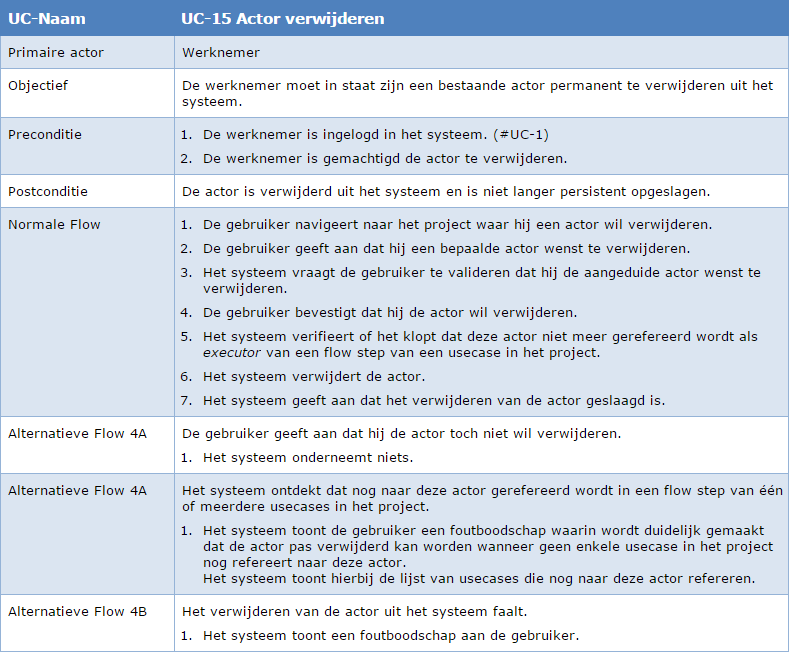 UC-Naam
UC-15 Actor verwijderen
Primaire actor
Werknemer
Objectief
De werknemer moet in staat zijn een bestaande actor permanent te verwijderen uit het
systeem.
Preconditie
1. De werknemer is ingelogd in het systeem. (#UC-1)
2. De werknemer is gemachtigd de actor te verwijderen.
Postconditie
De actor is verwijderd uit het systeem en is niet langer persistent opgeslagen.
Normale Flow
1. De gebruiker navigeert naar het project waar hij een actor wil verwijderen.
2. De gebruiker geeft aan dat hij een bepaalde actor wenst te verwijderen.
3. Het systeem vraagt de gebruiker te valideren dat hij de aangeduide actor wenst te
verwijderen.
4. De gebruiker bevestigt dat hij de actor wil verwijderen.
5. Het systeem verifieert of het klopt dat deze actor niet meer gerefereerd wordt als
executor van een flow step van een usecase in het project.
6. Het systeem verwijdert de actor.
7. Het systeem geeft aan dat het verwijderen van de actor geslaagd is.
Alternatieve Flow 4A
De gebruiker geeft aan dat hij de actor toch niet wil verwijderen.
1. Het systeem onderneemt niets.
Alternatieve Flow 4A
Het systeem ontdekt dat nog naar deze actor gerefereerd wordt in een flow step van één
of meerdere usecases in het project.
1. Het systeem toont de gebruiker een foutboodschap waarin wordt duidelijk gemaakt
dat de actor pas verwijderd kan worden wanneer geen enkele usecase in het project
nog refereert naar deze actor.
Het systeem toont hierbij de lijst van usecases die nog naar deze actor refereren.
Alternatieve Flow 4B
Het verwijderen van de actor uit het systeem faalt.
1. Het systeem toont een foutboodschap aan de gebruiker.